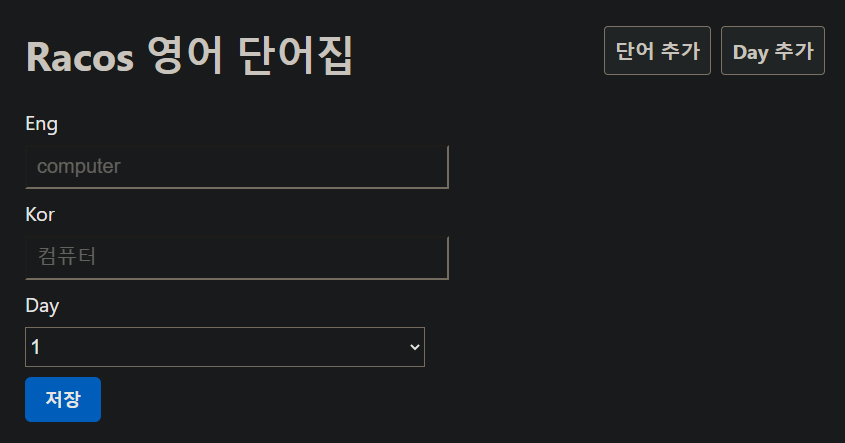 Racos 영어 단어집
단어 추가
Day 추가
Eng
computer
Kor
컴퓨터
Day
1
저장